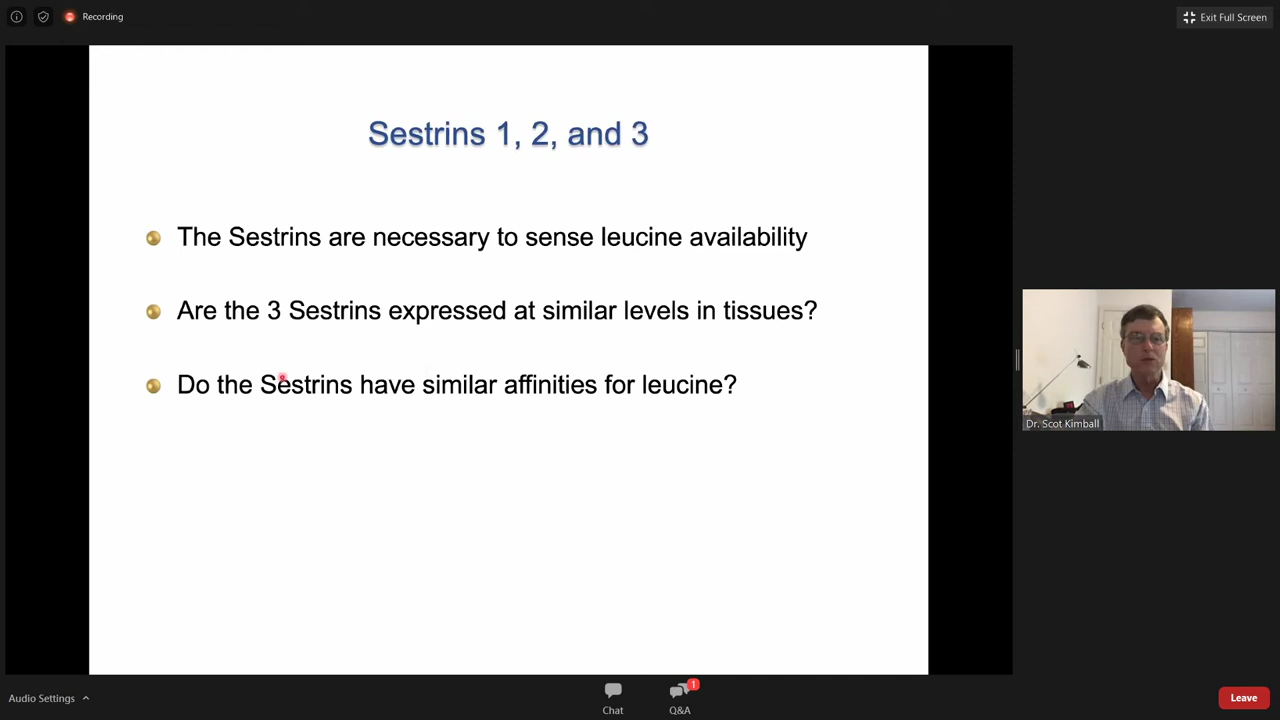 Recording
Exit Full Screen
Sestrins 1, 2, and 3
The Sestrins are necessary to sense leucine availability
Are the 3 Sestrins expressed at similar levels in tissues?
Do the Sestrins have similar affinities for leucine?
Dr. Scot Kimball
Audio Settings
Chat
1
Q&A
Leave